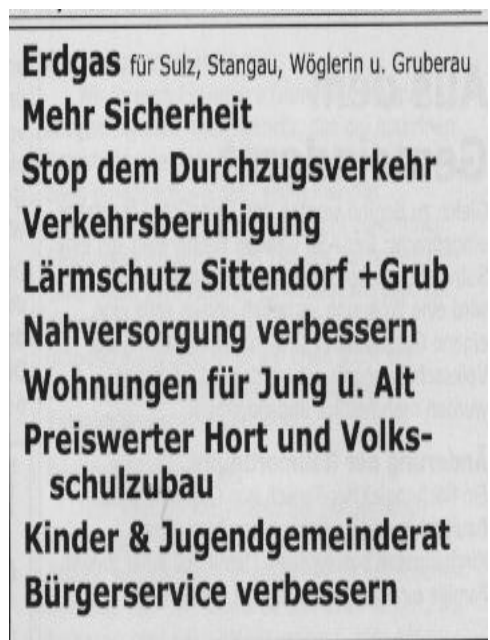 Erdgas für Sulz, Stangau, Wöglerin u. Gruberau
Mehr Sicherheit
Stop dem Durchzugsverkehr
Verkehrsberuhigung
Lärmschutz Sittendorf +Grub
Nahversorgung verbessern
Wohnungen für Jung u. Alt
Preiswerter Hort und Volks-
schulzubau
Kinder & Jugendgemeinderat
Bürgerservice verbessern